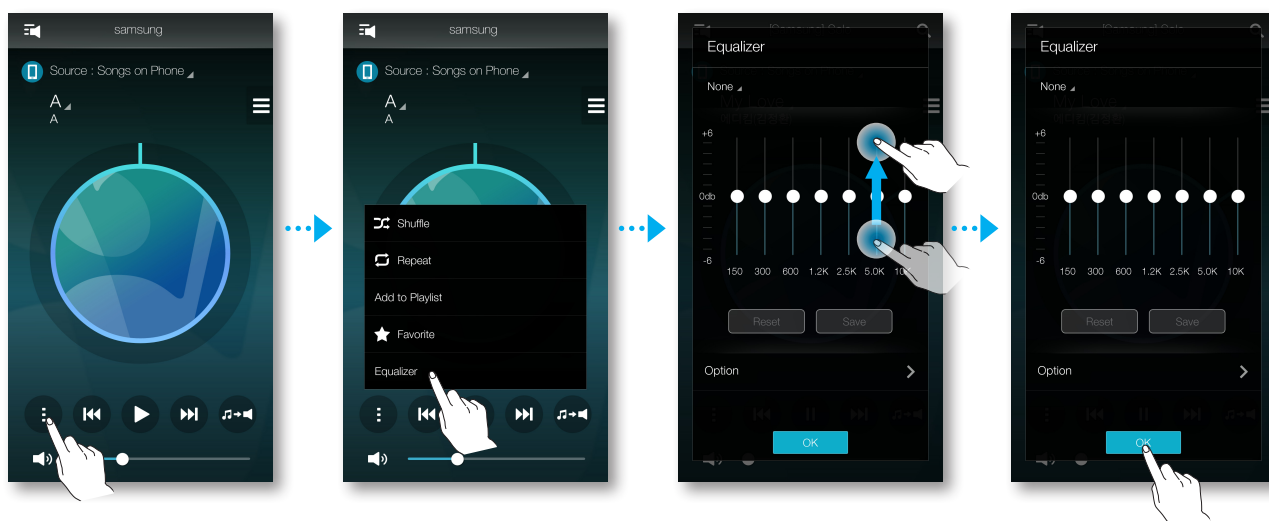 samsung
Source : Songs on Phone
A
A
samsung
Source : Songs on Phone
A
A
Shuffle
Repeat
Add to Playlist
Favorite
Equalizer
Equalizer
None
+6
0db
-6
150 300 600 1.2K 2.5K 5.0K
Reset Save
Option
OK
Equalizer
None
+6
0db
-6
150 300 600 1.2K 2.5K 5.0K 10K
Reset Save
Option
OK